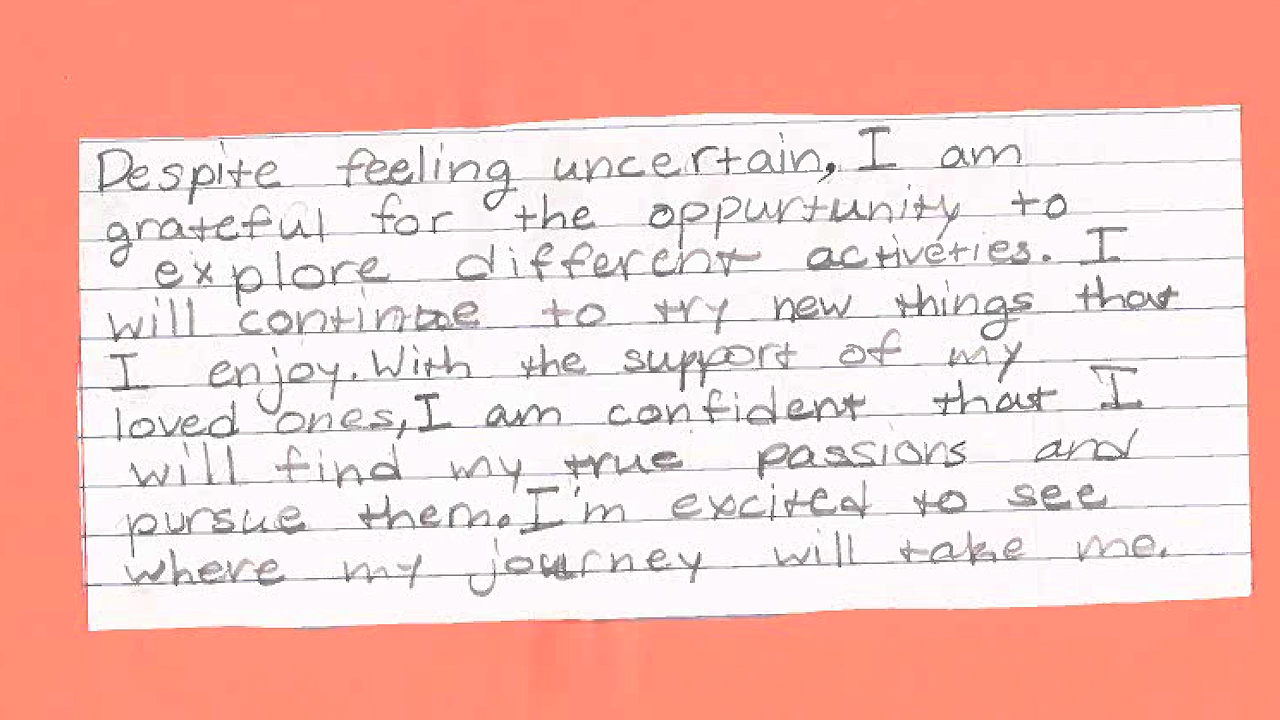 Despite feeling uncertain, I am
grateful for the oppurtunity to
explore different activeties. I
will continue to try new things that
I enjoy. With the support of my
loved ones, I am confident that I
will find my true passions and
pursue them. I'm excited to see
where my journey will take me.